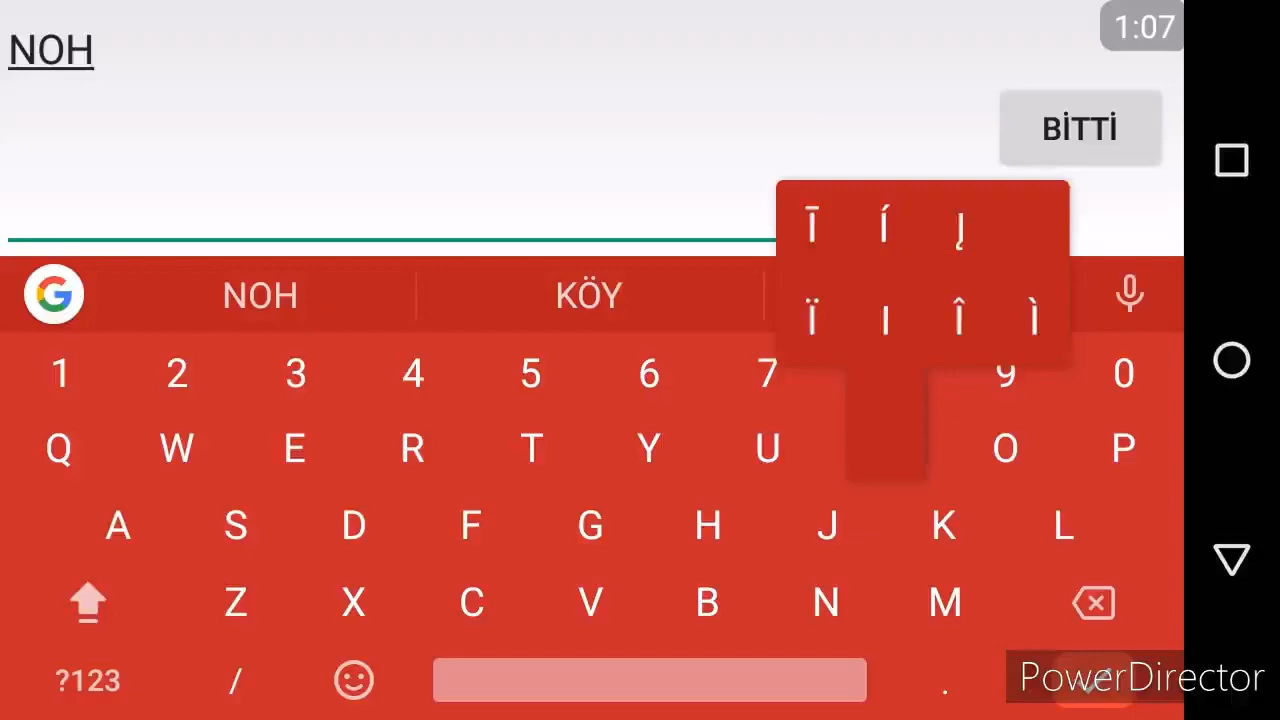 NOH
1:07
BİTTİ
Ī Í Į
Ï I Î Ì
NOH KÖY
1 2 3 4 5 6 7 9 0
Q W E R T Y U O P
A S D F G H J K L
Z X C V B N M
?123 / .
PowerDirector